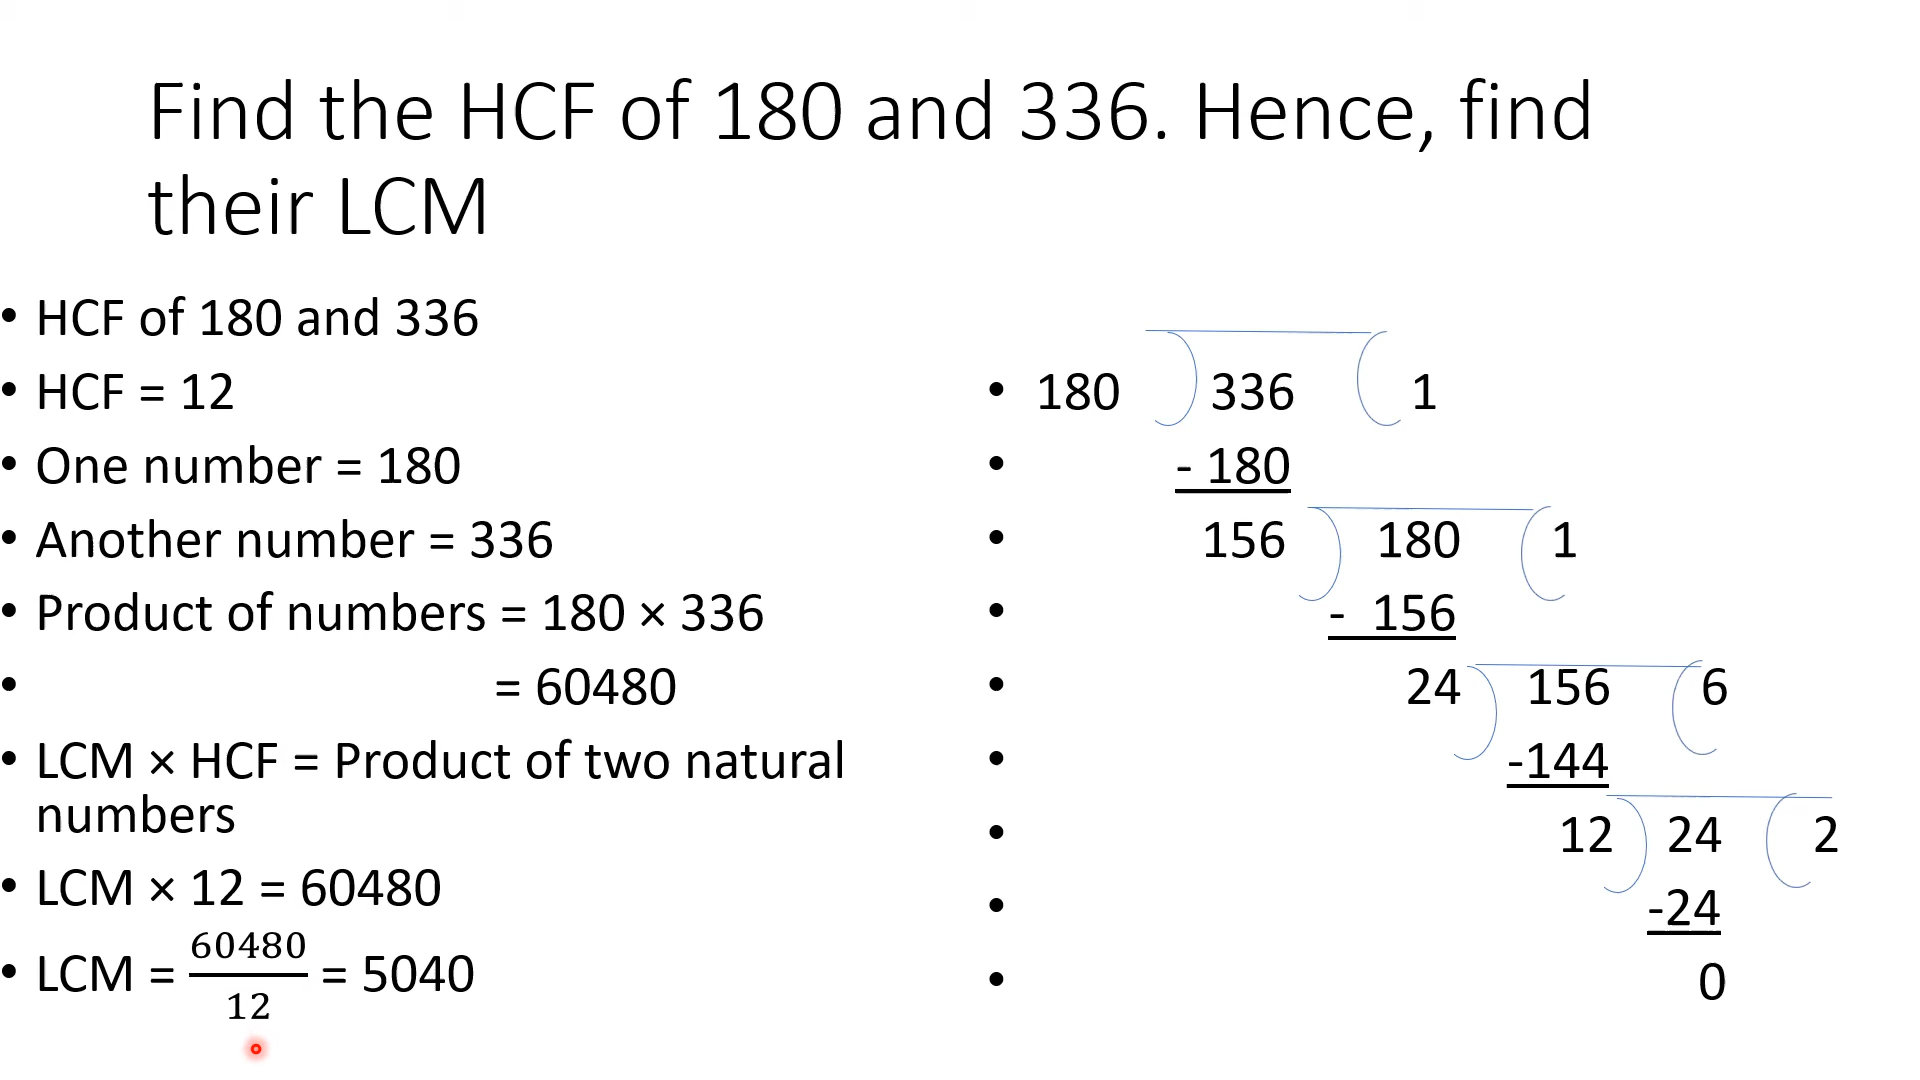 Find the HCF of 180 and 336. Hence, find
their LCM
• HCF of 180 and 336
• HCF = 12
• One number = 180
• Another number = 336
• Product of numbers = 180 × 336
• = 60480
• LCM × HCF = Product of two natural
numbers
• LCM × 12 = 60480
• LCM = 60480/12 = 5040
• 180 336 1
• - 180
• 156 180 1
• - 156
• 24 156 6
• -144
• 12 24 2
• -24
• 0